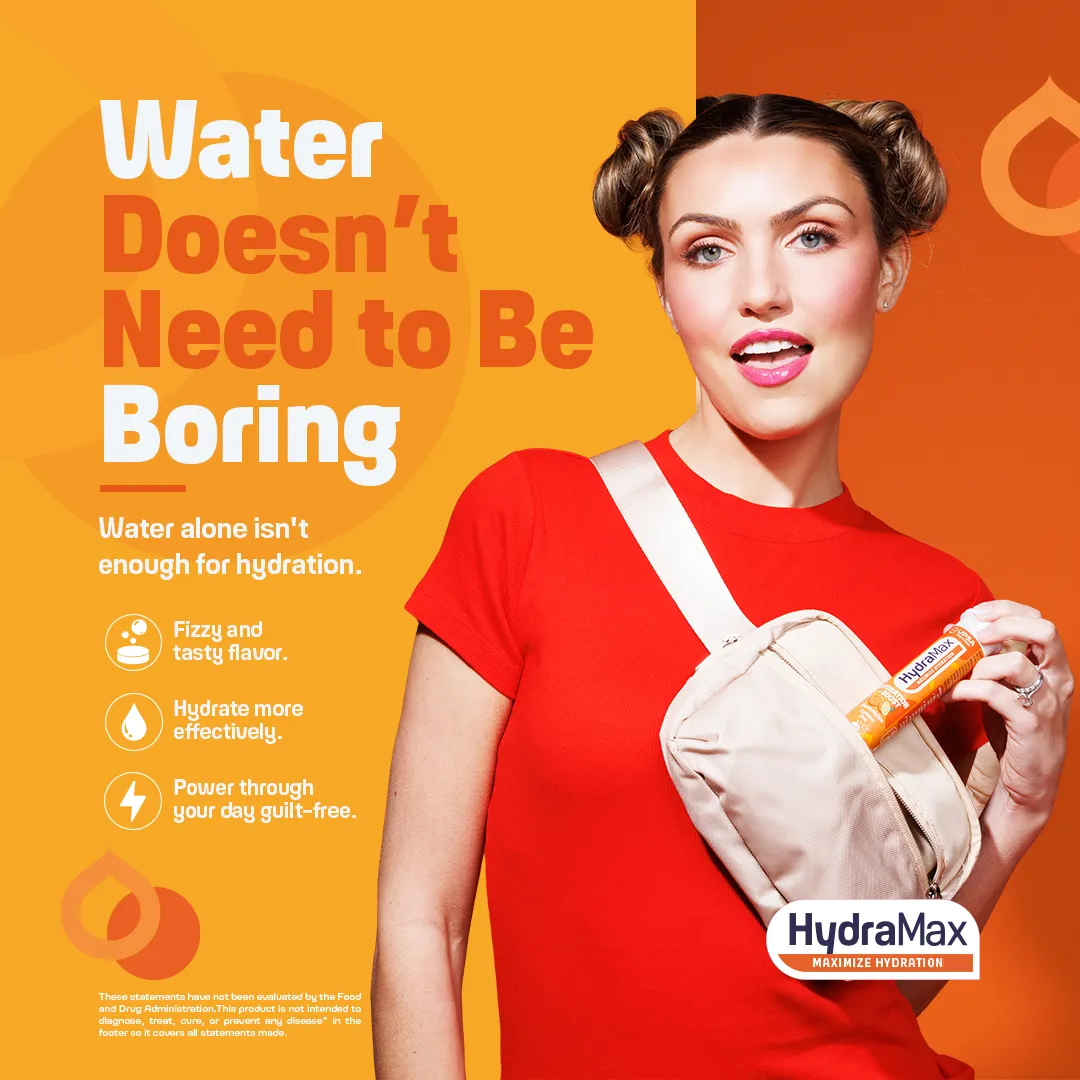 Water
Doesn’t
Need to Be
Boring
Water alone isn't
enough for hydration.
Fizzy and
tasty flavor.
Hydrate more
effectively.
Power through
your day guilt-free.
HydraMax
MAXIMIZE HYDRATION
HydraMax
MAXIMIZE HYDRATION
These statements have not been evaluated by the Food
and Drug Administration.This product is not intended to
diagnose, treat, cure, or prevent any disease" in the
footer so it covers all statements made.